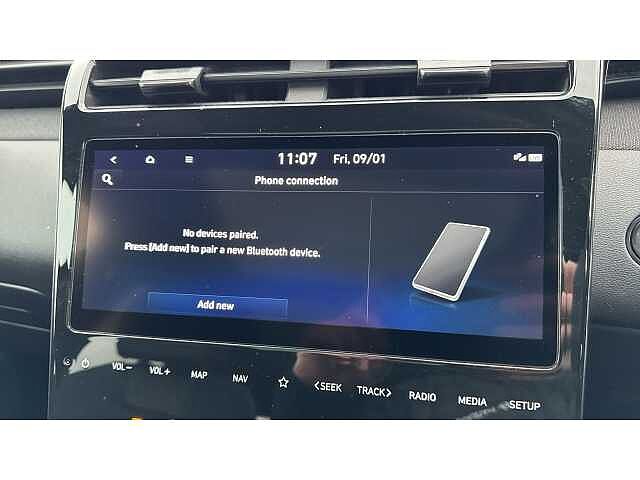 11:07 Fri, 09/01
Phone connection
No devices paired.
Press [Add new] to pair a new Bluetooth device.
Add new
VOL− VOL+ MAP NAV SEEK TRACK RADIO MEDIA SETUP